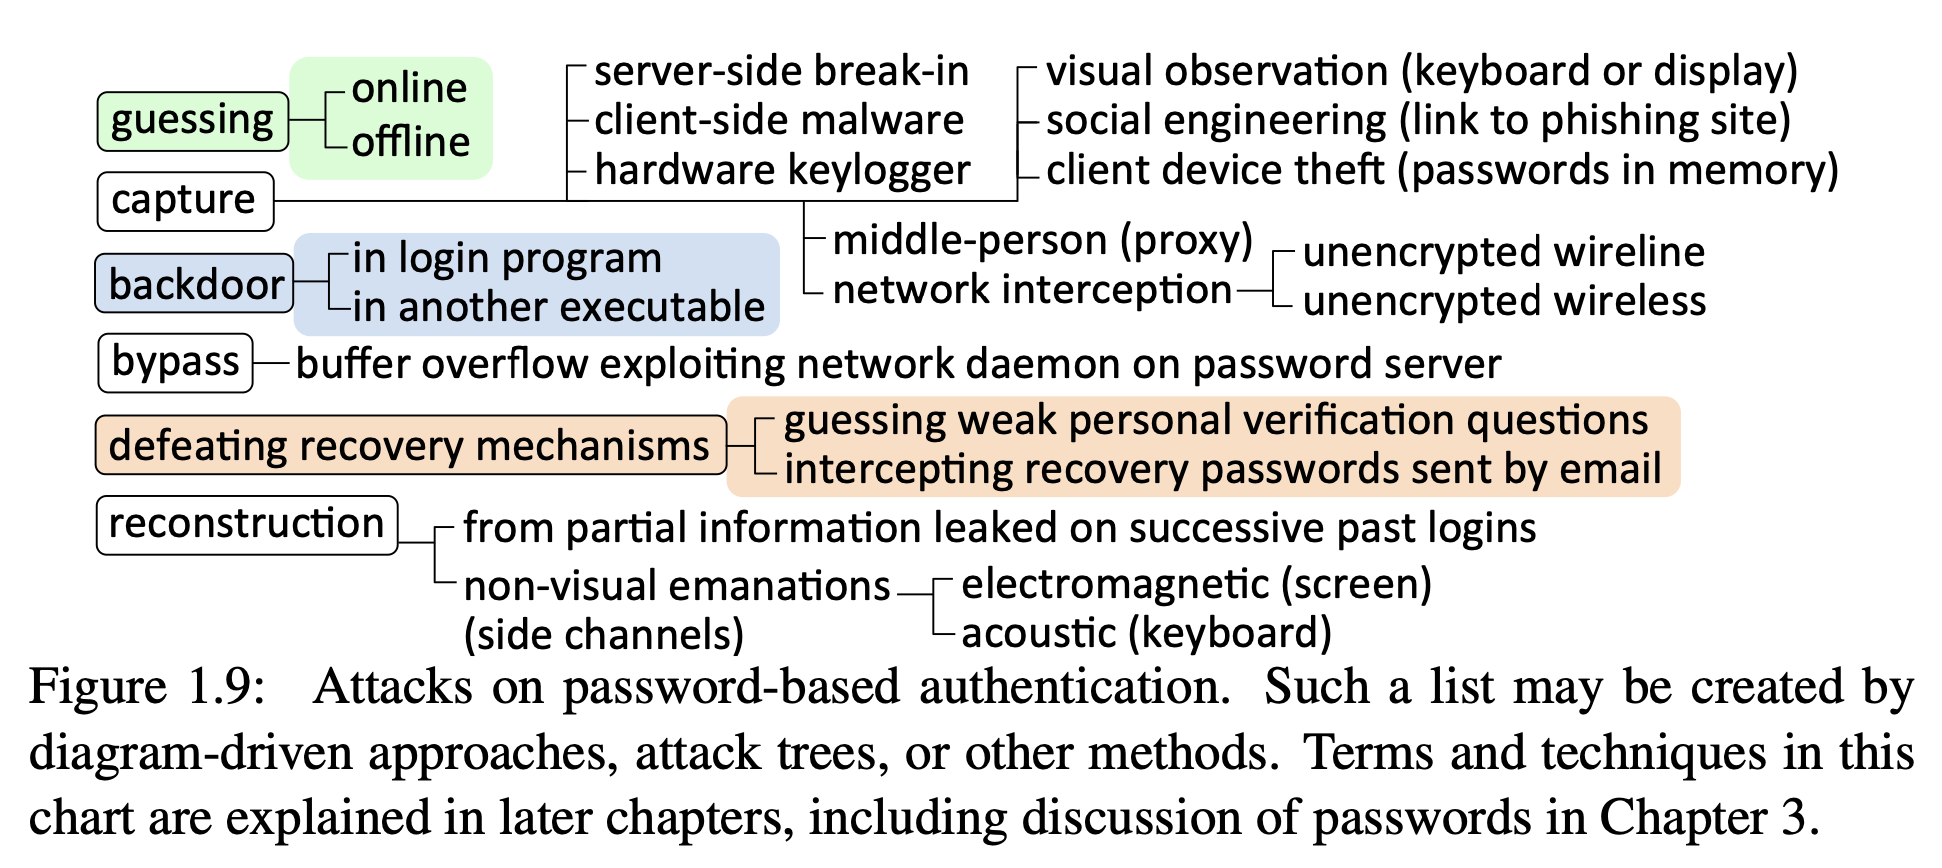 guessing
online
offline
capture
server-side break-in
client-side malware
hardware keylogger
visual observation (keyboard or display)
social engineering (link to phishing site)
client device theft (passwords in memory)
middle-person (proxy)
network interception
unencrypted wireline
unencrypted wireless
backdoor
in login program
in another executable
bypass
buffer overflow exploiting network daemon on password server
defeating recovery mechanisms
guessing weak personal verification questions
intercepting recovery passwords sent by email
reconstruction
from partial information leaked on successive past logins
non-visual emanations
(side channels)
electromagnetic (screen)
acoustic (keyboard)
Figure 1.9: Attacks on password-based authentication. Such a list may be created by
diagram-driven approaches, attack trees, or other methods. Terms and techniques in this
chart are explained in later chapters, including discussion of passwords in Chapter 3.